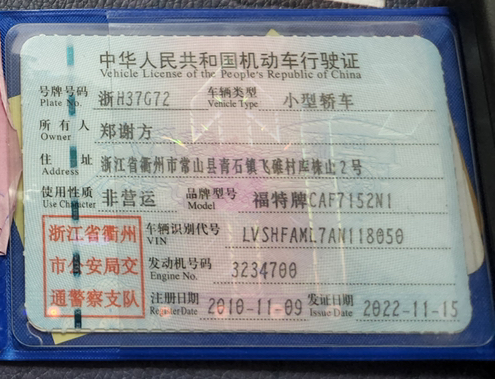 中华人民共和国机动车行驶证
Vehicle License of the People's Republic of China
号牌号码 浙H37G72 车辆类型 小型轿车
Plate No. Vehicle Type
所有人 郑谢方
Owner
住址 浙江省衢州市常山县青石镇飞碓村库株山2号
Address
使用性质 非营运 品牌型号 福特牌CAF7152N1
Use Character Model
浙江省衢州
市公安局交
通警察支队
车辆识别代号 LVSHFAML7AN118050
VIN
发动机号码 3234700
Engine No.
注册日期 2010-11-09 发证日期 2022-11-15
Register Date Issue Date